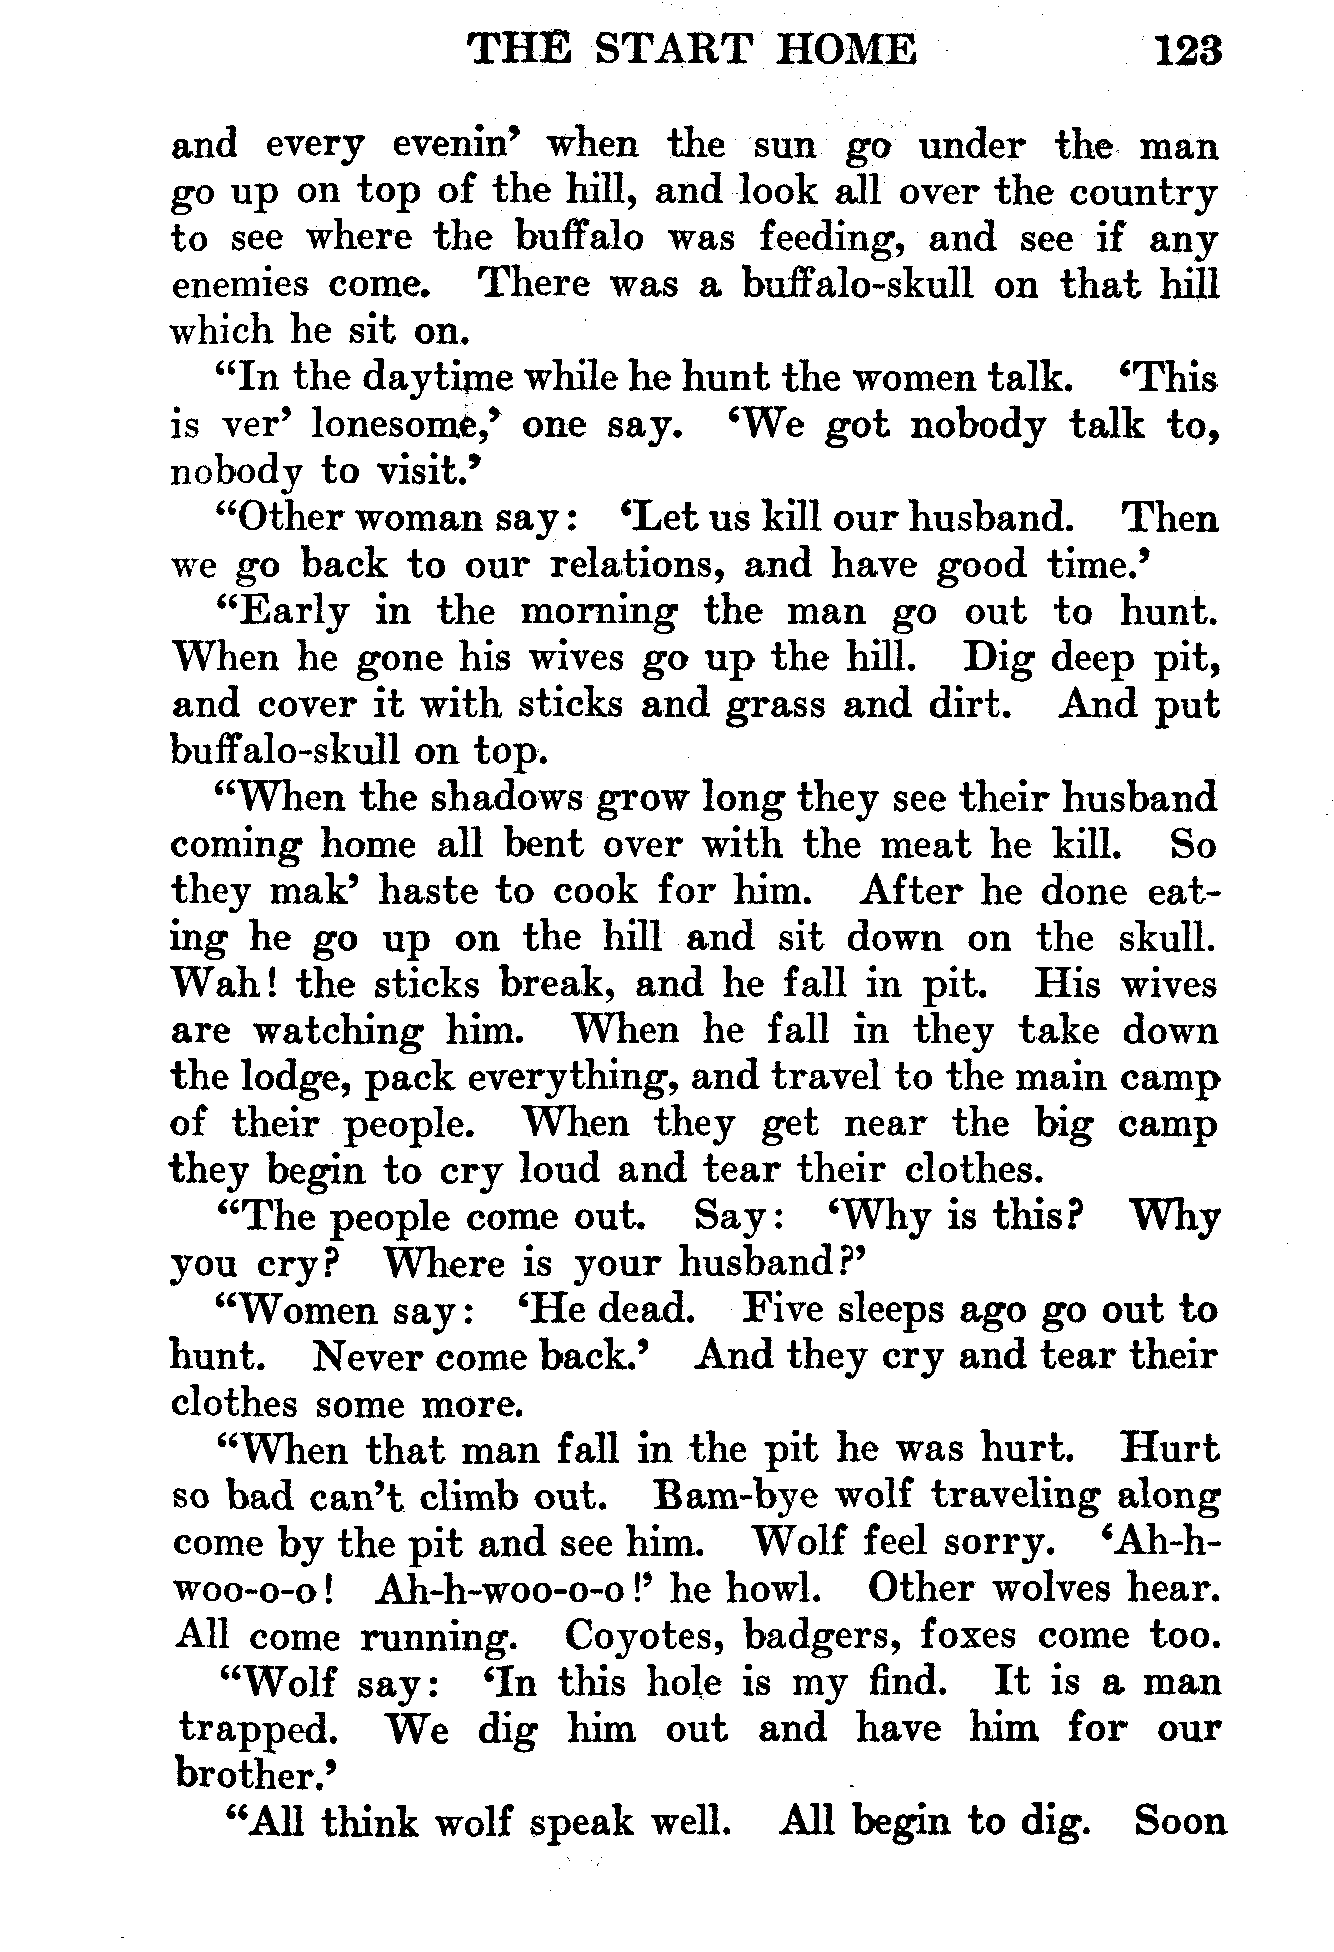 THE START HOME 123
and every evenin’ when the sun go under the man
go up on top of the hill, and look all over the country
to see where the buffalo was feeding, and see if any
enemies come. There was a buffalo-skull on that hill
which he sit on.
“In the daytime while he hunt the women talk. ‘This
is ver’ lonesome,’ one say. ‘We got nobody talk to,
nobody to visit.’
“Other woman say: ‘Let us kill our husband. Then
we go back to our relations, and have good time.’
“Early in the morning the man go out to hunt.
When he gone his wives go up the hill. Dig deep pit,
and cover it with sticks and grass and dirt. And put
buffalo-skull on top.
“When the shadows grow long they see their husband
coming home all bent over with the meat he kill. So
they mak’ haste to cook for him. After he done eat-
ing he go up on the hill and sit down on the skull.
Wah! the sticks break, and he fall in pit. His wives
are watching him. When he fall in they take down
the lodge, pack everything, and travel to the main camp
of their people. When they get near the big camp
they begin to cry loud and tear their clothes.
“The people come out. Say: ‘Why is this? Why
you cry? Where is your husband?’
“Women say: ‘He dead. Five sleeps ago go out to
hunt. Never come back.’ And they cry and tear their
clothes some more.
“When that man fall in the pit he was hurt. Hurt
so bad can’t climb out. Bam-bye wolf traveling along
come by the pit and see him. Wolf feel sorry. ‘Ah-h-
woo-o-o! Ah-h-woo-o-o!’ he howl. Other wolves hear.
All come running. Coyotes, badgers, foxes come too.
“Wolf say: ‘In this hole is my find. It is a man
trapped. We dig him out and have him for our
brother.’
“All think wolf speak well. All begin to dig. Soon